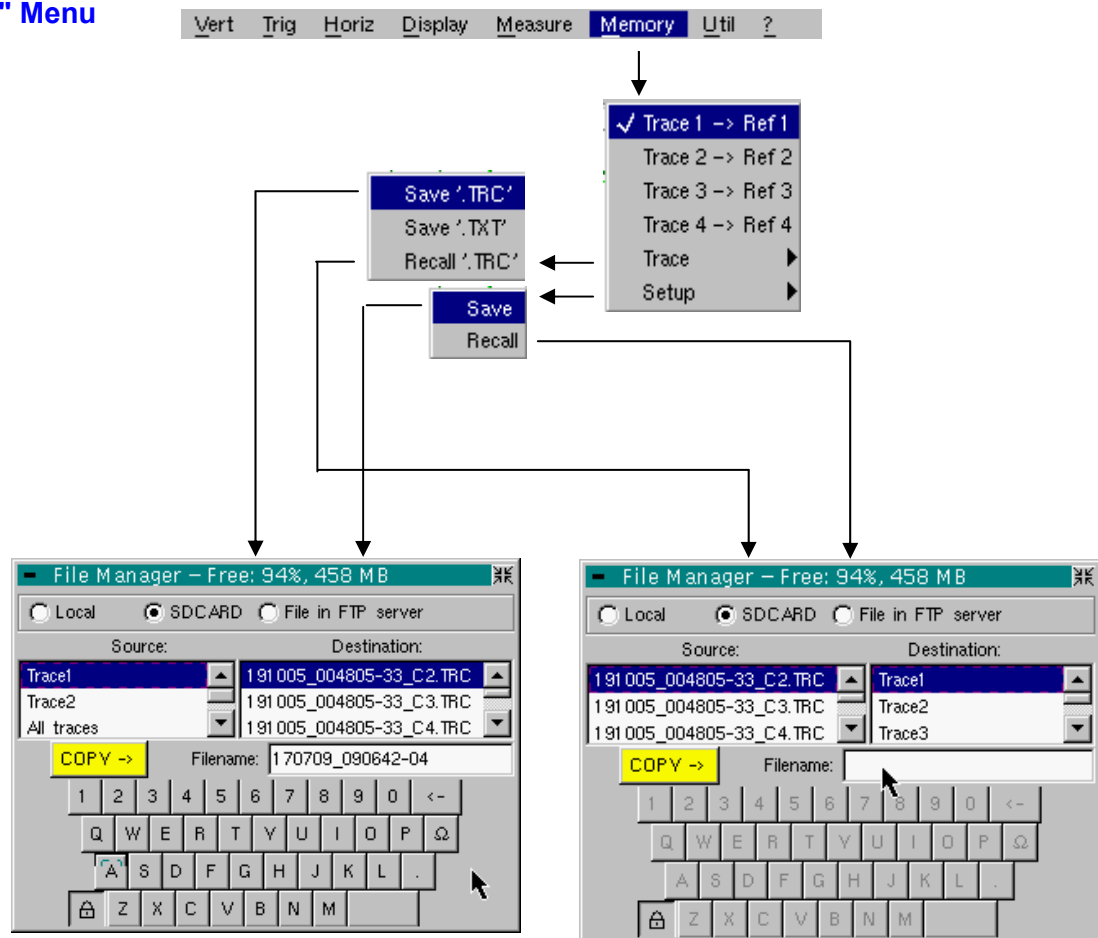 " Menu
Vert Trig Horiz Display Measure Memory Util ?
✓ Trace 1 –> Ref 1
Trace 2 –> Ref 2
Trace 3 –> Ref 3
Trace 4 –> Ref 4
Trace
Setup
Save '.TRC'
Save '.TXT'
Recall '.TRC'
Save
Recall
File Manager – Free: 94%, 458 MB
Local SDCARD File in FTP server
Source: Destination:
Trace1 191005_004805-33_C2.TRC
Trace2 191005_004805-33_C3.TRC
All traces 191005_004805-33_C4.TRC
COPY -> Filename: 170709_090642-04
1 2 3 4 5 6 7 8 9 0 <-
Q W E R T Y U I O P Ω
A S D F G H J K L .
Z X C V B N M
File Manager – Free: 94%, 458 MB
Local SDCARD File in FTP server
Source: Destination:
191005_004805-33_C2.TRC Trace1
191005_004805-33_C3.TRC Trace2
191005_004805-33_C4.TRC Trace3
COPY -> Filename:
1 2 3 4 5 6 7 8 9 0 <-
Q W E R T Y U I O P Ω
A S D F G H J K L .
Z X C V B N M